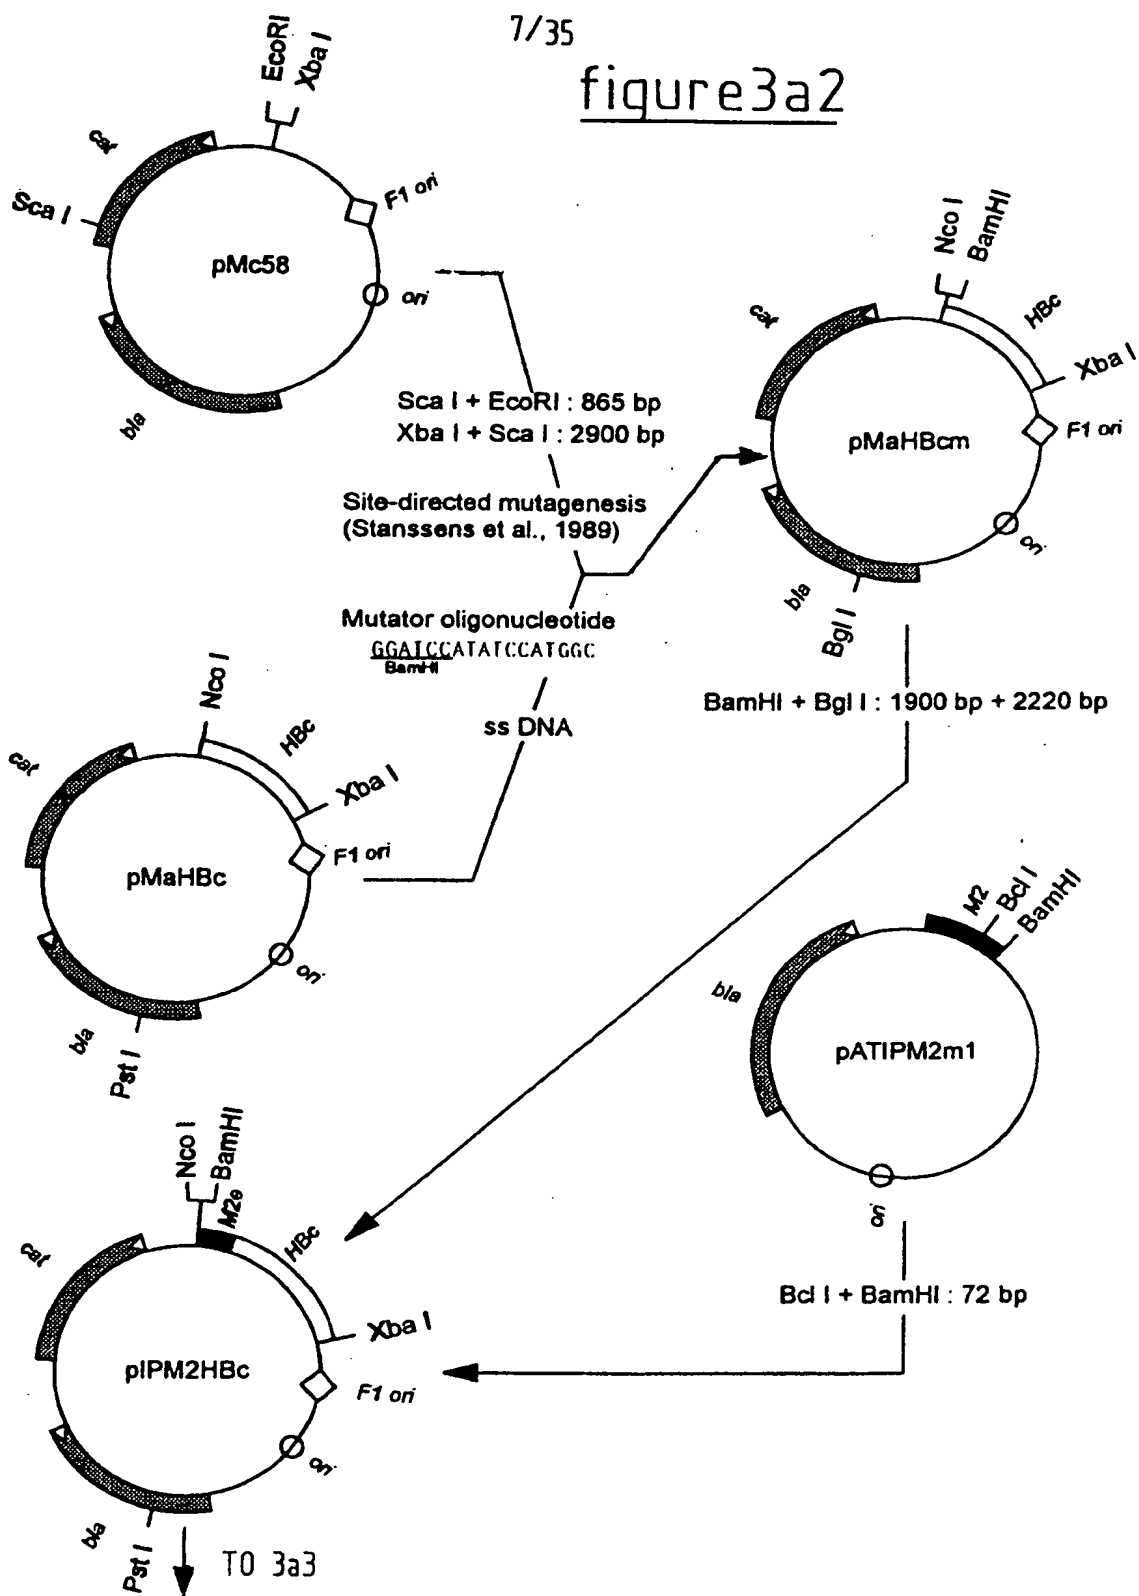 7/35
figure3a2
EcoRI
Xba I
cat
Sca I
F1 ori
pMc58
ori
bla
Sca I + EcoRI : 865 bp
Xba I + Sca I : 2900 bp
Site-directed mutagenesis
(Stanssens et al., 1989)
Mutator oligonucleotide
GGATCCATATCCATGGC
BamHI
ss DNA
Nco I
BamHI
cat
HBc
Xba I
F1 ori
pMaHBcm
ori
bla
Bgl I
BamHI + Bgl I : 1900 bp + 2220 bp
Nco I
HBc
cat
Xba I
F1 ori
pMaHBc
ori
bla
Pst I
M2
Bcl I
BamHI
bla
pATIPM2m1
ori
Bcl I + BamHI : 72 bp
Nco I
BamHI
M2e
HBc
cat
Xba I
pIPM2HBc
F1 ori
ori
bla
Pst I
TO 3a3